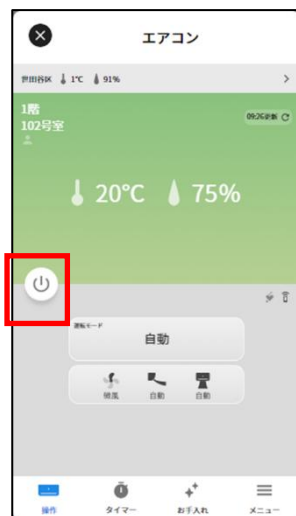 エアコン
世田谷区 1℃ 91%
1階
102号室
09:26更新
20℃ 75%
運転モード
自動
微風 自動 自動
操作 タイマー お手入れ メニュー